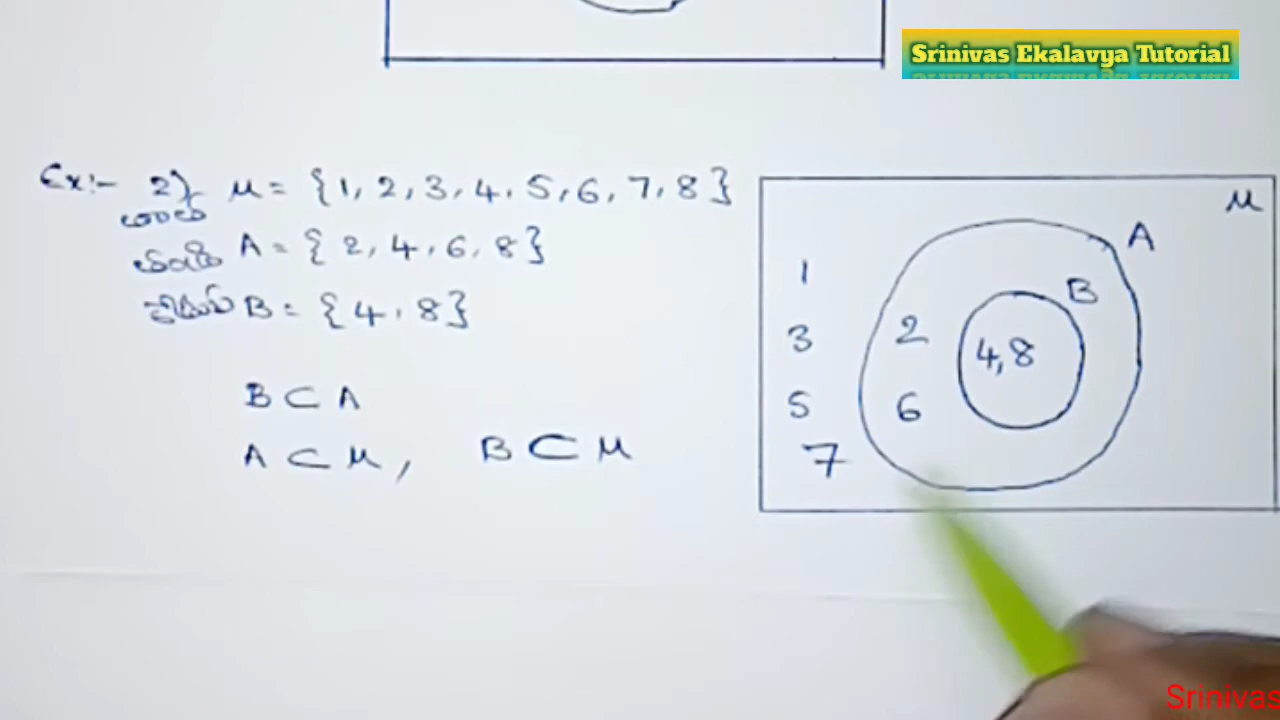 Srinivas Ekalavya Tutorial
Ex:- 2) μ = {1, 2, 3, 4, 5, 6, 7, 8}
A = {2, 4, 6, 8}
B = {4, 8}
B ⊂ A
A ⊂ μ, B ⊂ μ
μ
A
B
1
3 2 4,8
5 6
7
Srinivas